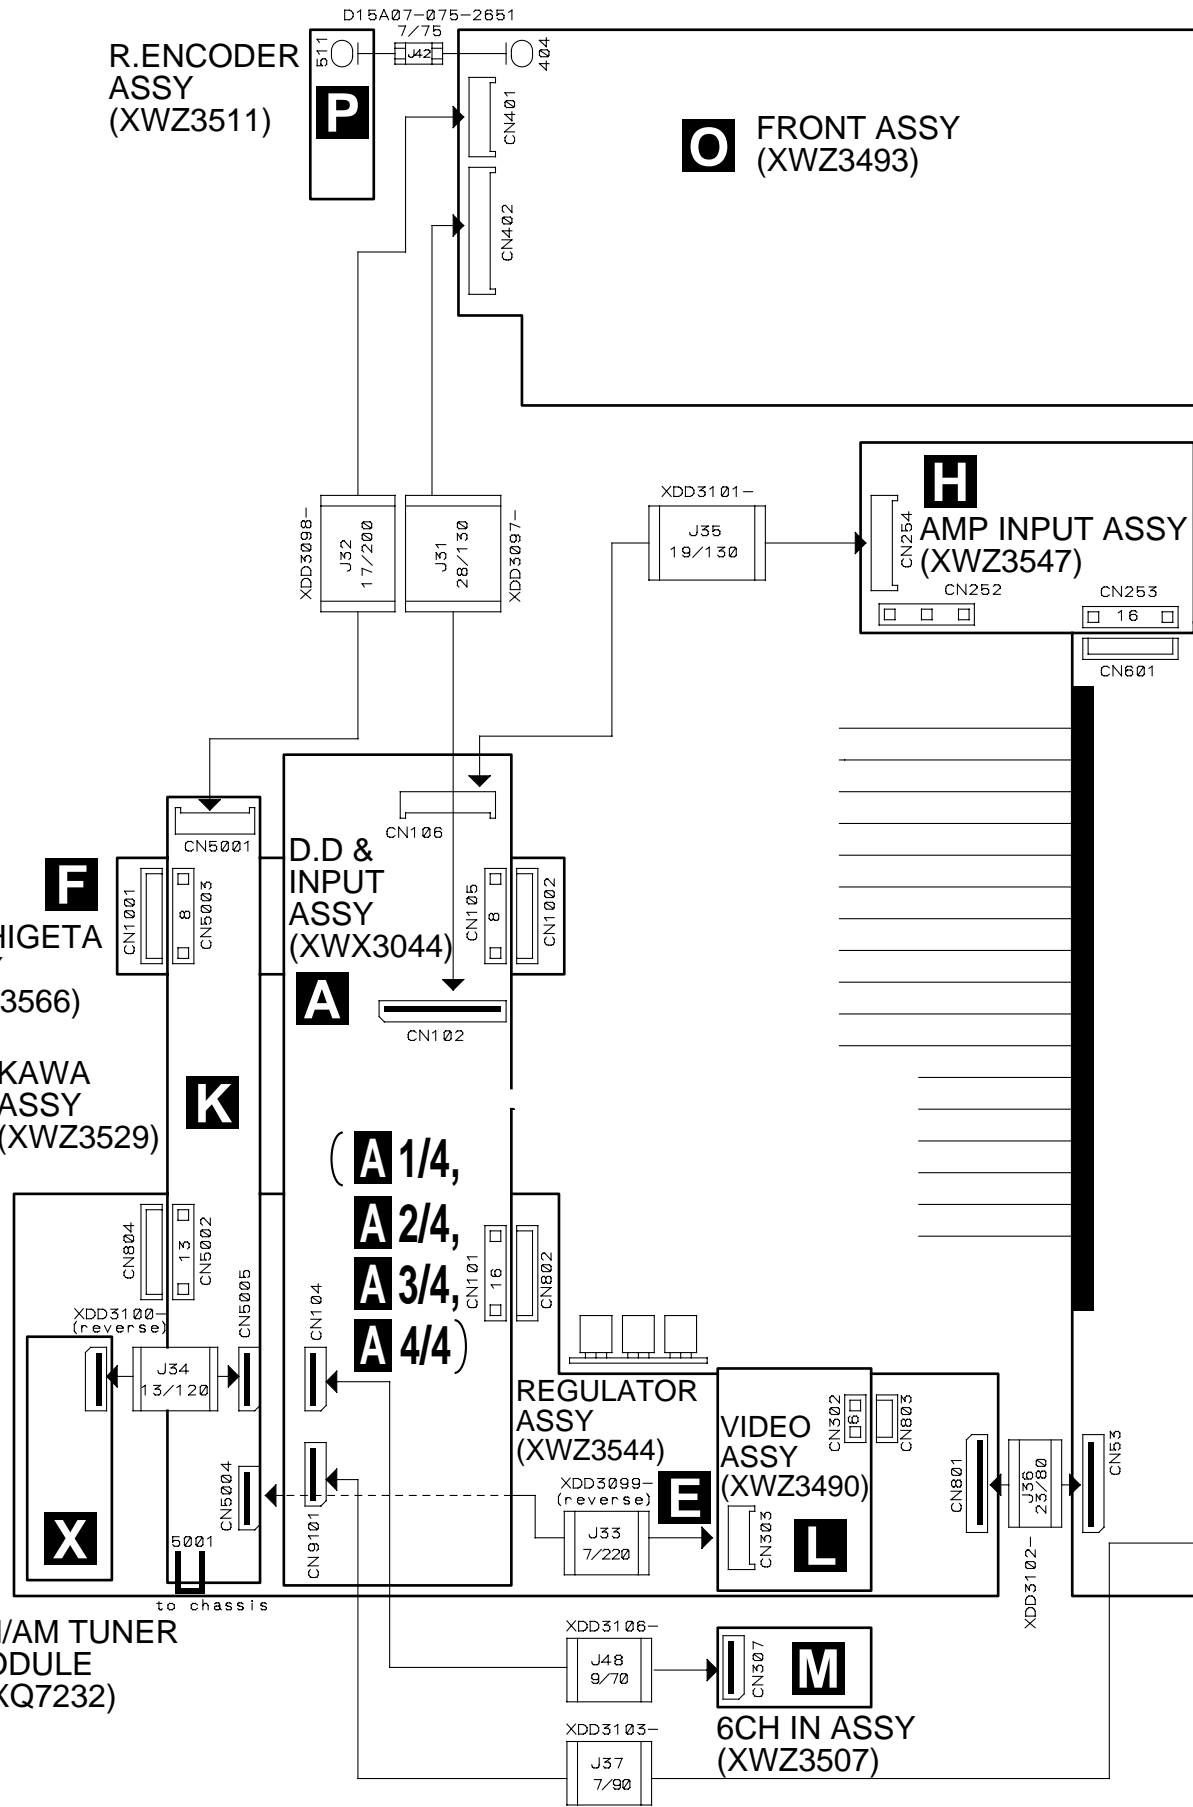 D15A07-075-2651
7/75
J42
511
404
R.ENCODER
ASSY
(XWZ3511)
P
CN401
CN402
O
FRONT ASSY
(XWZ3493)
XDD3098-
J32
17/200
J31
28/130
XDD3097-
XDD3101-
J35
19/130
H
CN254
AMP INPUT ASSY
(XWZ3547)
CN252
CN253
16
CN601
CN5001
CN106
D.D &
INPUT
ASSY
(XWX3044)
F
CN1001
8
CN5003
CN105
8
CN1002
HIGETA
3566)
A
CN102
KAWA
ASSY
(XWZ3529)
K
(A 1/4,
A 2/4,
A 3/4,
A 4/4)
CN804
13
CN5002
CN5005
CN104
CN101
16
CN802
XDD3100-
(reverse)
J34
13/120
REGULATOR
ASSY
(XWZ3544)
VIDEO
ASSY
(XWZ3490)
CN302
6
CN803
CN801
J36
23/80
CN53
XDD3102-
XDD3099-
(reverse)
E
J33
7/220
CN303
L
CN5004
CN9101
X
5001
to chassis
I/AM TUNER
ODULE
XQ7232)
XDD3106-
J48
9/70
CN307
M
6CH IN ASSY
(XWZ3507)
XDD3103-
J37
7/90